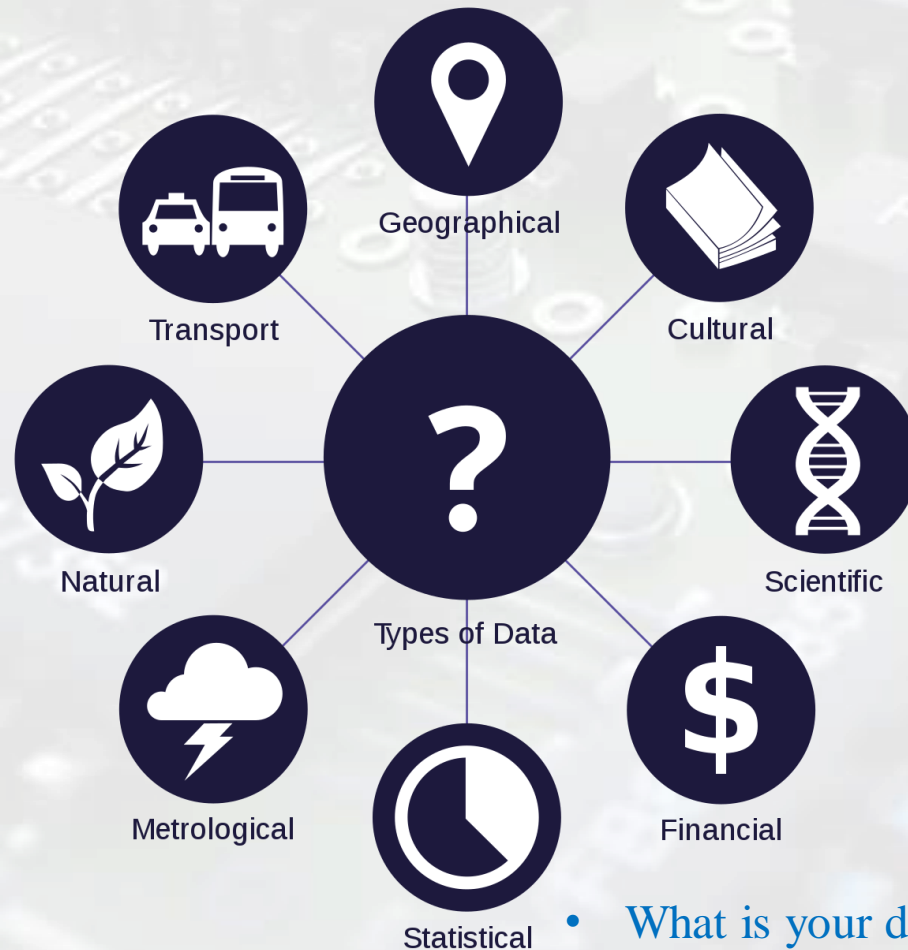 Geographical
Transport
Cultural
?
Natural
Scientific
Types of Data
$
Metrological
Financial
Statistical
• What is your d